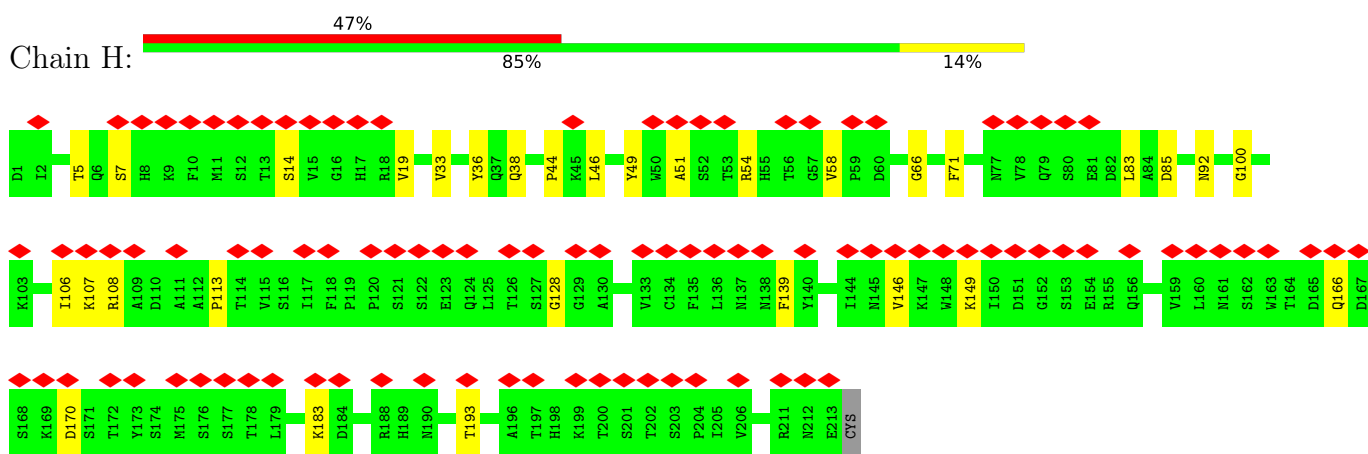 47%
Chain H:
85% 14%
D1 I2 T5 Q6 S7 H8 K9 F10 M11 S12 T13 S14 V15 G16 H17 R18 V19 V33 Y36 Q37 Q38 P44 K45 L46 Y49 W50 A51 S52 T53 R54 H55 T56 G57 V58 P59 D60 G66 F71 N77 V78 Q79 S80 E81 D82 L83 A84 D85 N92 G100
K103 I106 K107 R108 A109 D110 A111 A112 P113 T114 V115 S116 I117 F118 P119 P120 S121 S122 E123 Q124 L125 T126 S127 G128 G129 A130 V133 C134 F135 L136 N137 N138 F139 Y140 I144 N145 V146 K147 W148 K149 I150 D151 G152 S153 E154 R155 Q156 V159 L160 N161 S162 W163 T164 D165 Q166 D167
S168 K169 D170 S171 T172 Y173 S174 M175 S176 S177 T178 L179 K183 D184 R188 H189 N190 T193 A196 T197 H198 K199 T200 S201 T202 S203 P204 I205 V206 R211 N212 E213 CYS